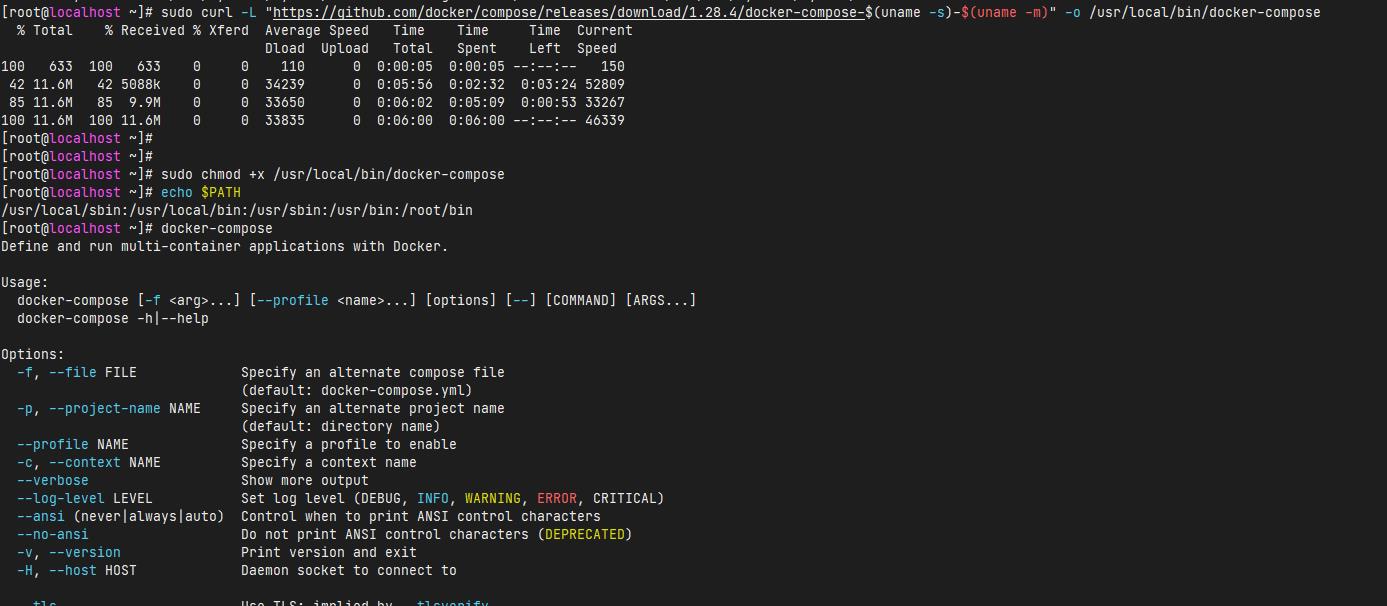 [root@localhost ~]# sudo curl -L "https://github.com/docker/compose/releases/download/1.28.4/docker-compose-$(uname -s)-$(uname -m)" -o /usr/local/bin/docker-compose
  % Total    % Received % Xferd  Average Speed   Time    Time     Time  Current
                                 Dload  Upload   Total   Spent    Left  Speed
100   633  100   633    0     0    110      0  0:00:05  0:00:05 --:--:--   150
 42 11.6M   42 5088k    0     0  34239      0  0:05:56  0:02:32  0:03:24 52809
 85 11.6M   85  9.9M    0     0  33650      0  0:06:02  0:05:09  0:00:53 33267
100 11.6M  100 11.6M    0     0  33835      0  0:06:00  0:06:00 --:--:-- 46339
[root@localhost ~]#
[root@localhost ~]#
[root@localhost ~]# sudo chmod +x /usr/local/bin/docker-compose
[root@localhost ~]# echo $PATH
/usr/local/sbin:/usr/local/bin:/usr/sbin:/usr/bin:/root/bin
[root@localhost ~]# docker-compose
Define and run multi-container applications with Docker.

Usage:
  docker-compose [-f <arg>...] [--profile <name>...] [options] [--] [COMMAND] [ARGS...]
  docker-compose -h|--help

Options:
  -f, --file FILE             Specify an alternate compose file
                              (default: docker-compose.yml)
  -p, --project-name NAME     Specify an alternate project name
                              (default: directory name)
  --profile NAME              Specify a profile to enable
  -c, --context NAME          Specify a context name
  --verbose                   Show more output
  --log-level LEVEL           Set log level (DEBUG, INFO, WARNING, ERROR, CRITICAL)
  --ansi (never|always|auto)  Control when to print ANSI control characters
  --no-ansi                   Do not print ANSI control characters (DEPRECATED)
  -v, --version               Print version and exit
  -H, --host HOST             Daemon socket to connect to

  --tls                       Use TLS; implied by --tlsverify